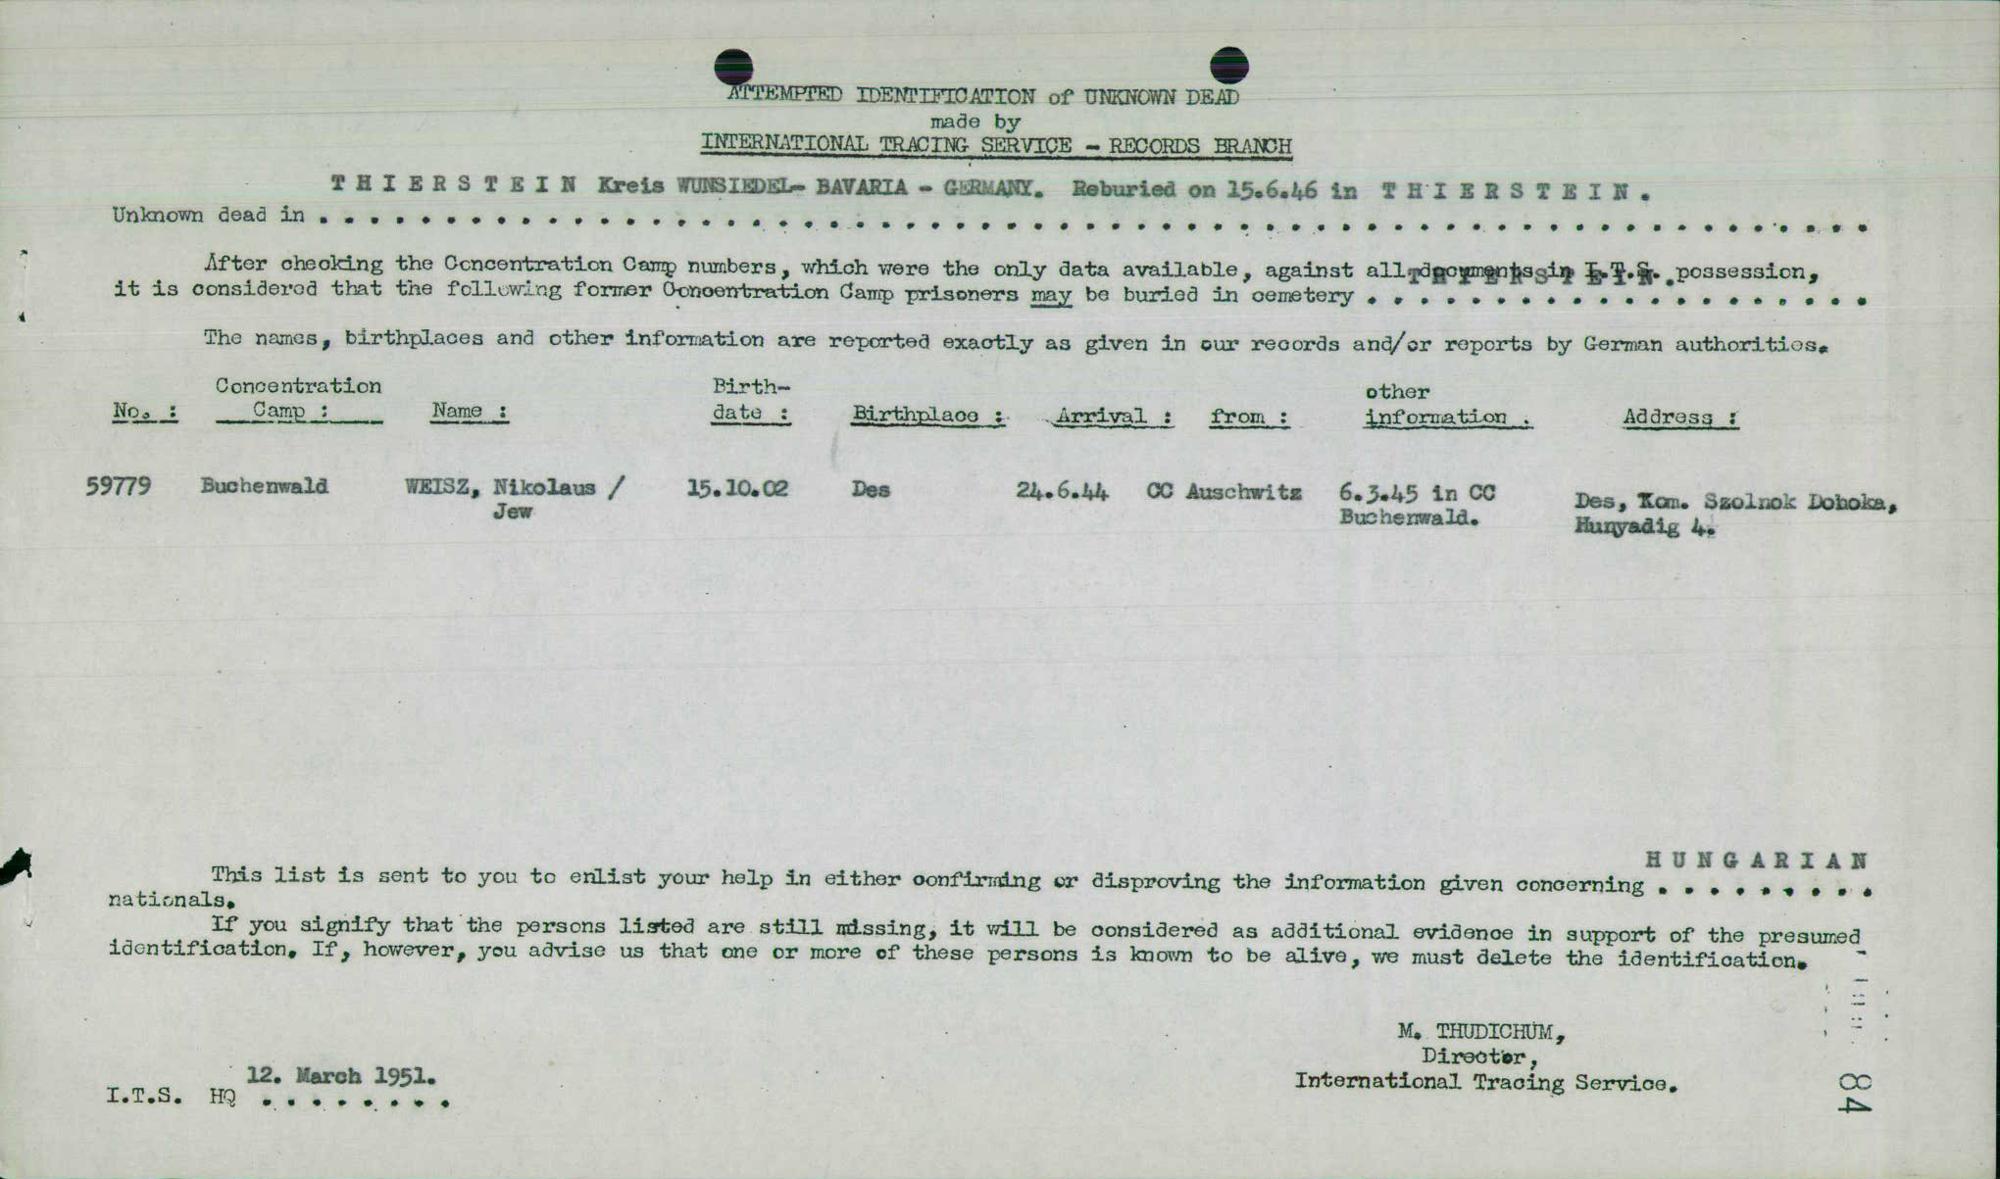 ATTEMPTED IDENTIFICATION of UNKNOWN DEAD
made by
INTERNATIONAL TRACING SERVICE - RECORDS BRANCH
T H I E R S T E I N Kreis WUNSIEDEL- BAVARIA - GERMANY. Reburied on 15.6.46 in T H I E R S T E I N .
Unknown dead in . . . . . . . . . . . . . . . . . . . . . . . . . . . . . . . . . . . . . . . . . . . . . . . . . . . . . . . . . . . . .
After checking the Concentration Camp numbers, which were the only data available, against all documents in I.T.S. possession,
it is considered that the following former Concentration Camp prisoners may be buried in cemetery . . . . . . . . . . . . . . . . . . . .
The names, birthplaces and other information are reported exactly as given in our records and/or reports by German authorities.
Concentration Birth- other
No. : Camp : Name : date : Birthplace : Arrival : from : information . Address :
59779 Buchenwald WEISZ, Nikolaus / 15.10.02 Des 24.6.44 CC Auschwitz 6.3.45 in CC Des, Kom. Szolnok Doboka,
Jew Buchenwald. Hunyadig 4.
H U N G A R I A N
This list is sent to you to enlist your help in either confirming or disproving the information given concerning . . . . . . . . .
nationals.
If you signify that the persons listed are still missing, it will be considered as additional evidence in support of the presumed
identification. If, however, you advise us that one or more of these persons is known to be alive, we must delete the identification.
M. THUDICHUM,
Director,
International Tracing Service.
12. March 1951.
I.T.S. HQ . . . . . . . .
84